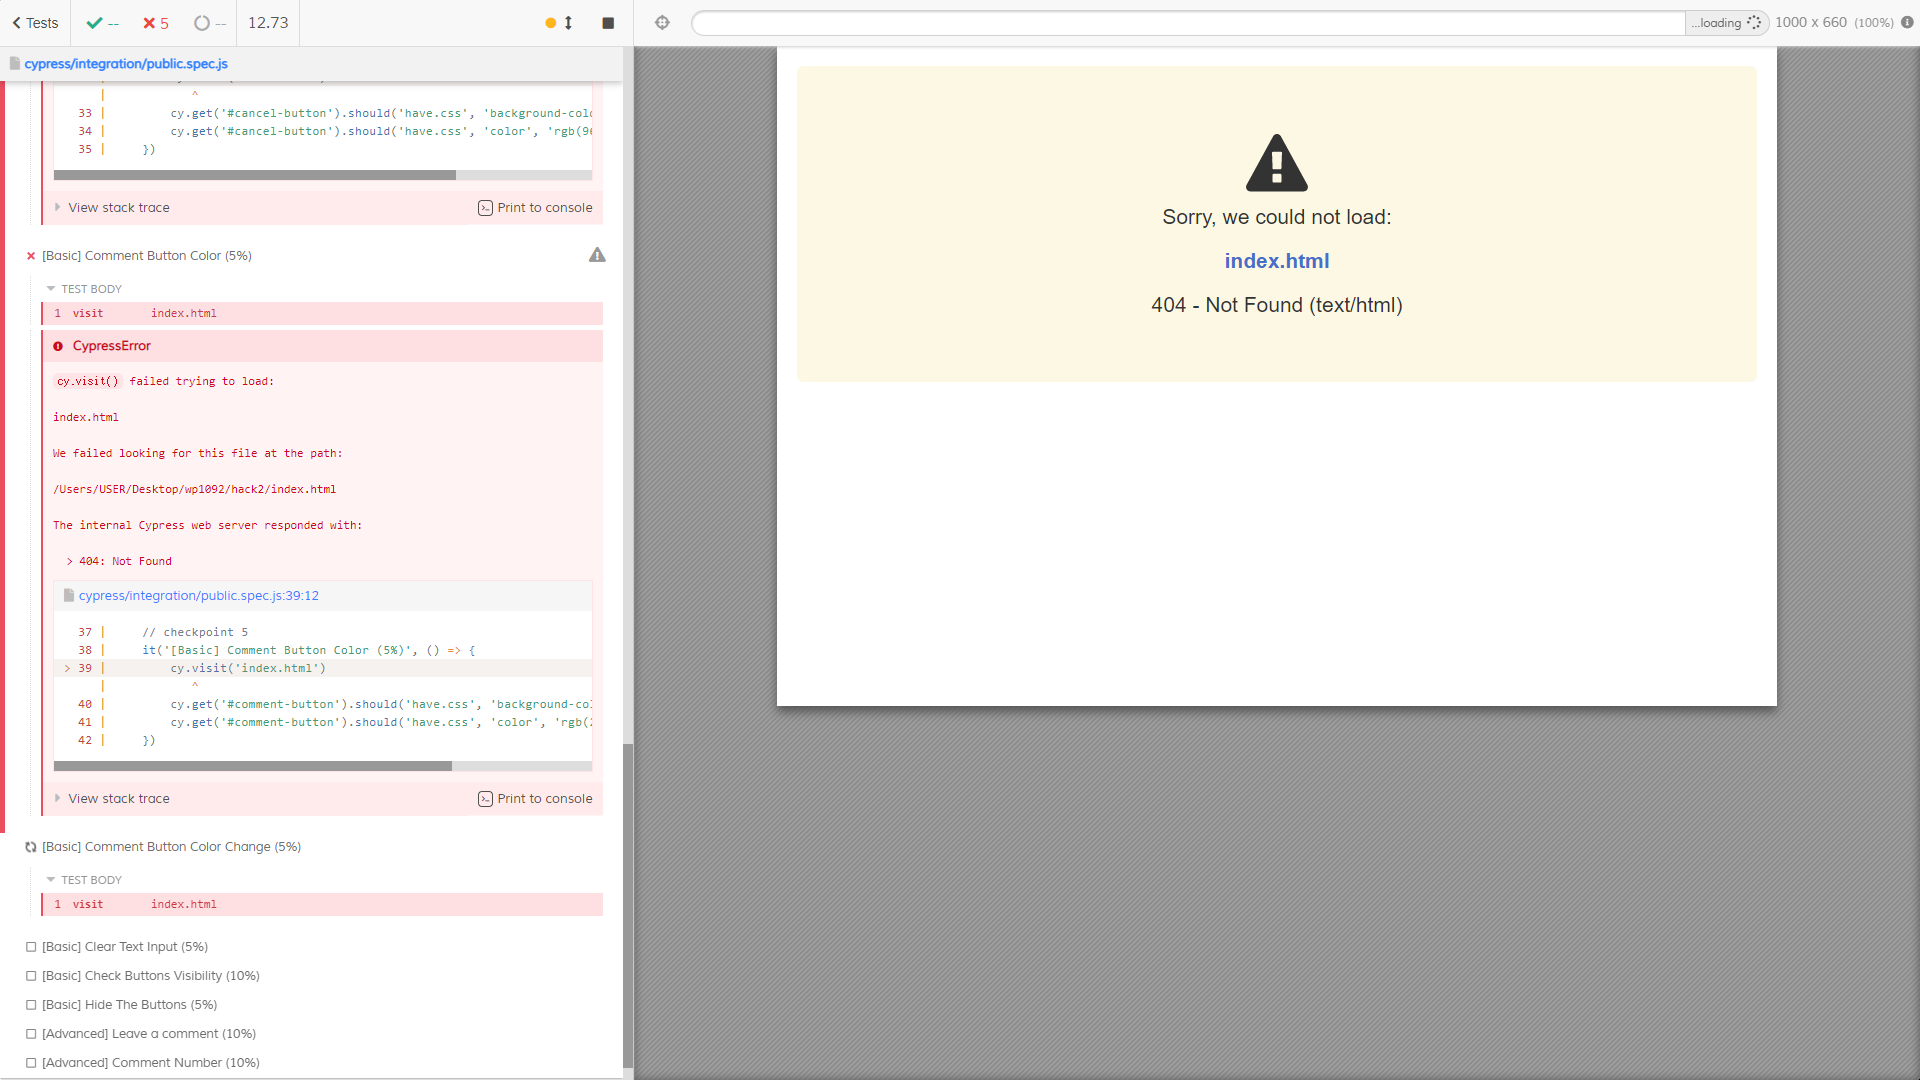 Tests
--
5
--
12.73
cypress/integration/public.spec.js
|            ^
33 |         cy.get('#cancel-button').should('have.css', 'background-colo
34 |         cy.get('#cancel-button').should('have.css', 'color', 'rgb(96
35 |     })
View stack trace
Print to console
[Basic] Comment Button Color (5%)
TEST BODY
1 visit index.html
CypressError
cy.visit() failed trying to load:
index.html
We failed looking for this file at the path:
/Users/USER/Desktop/wp1092/hack2/index.html
The internal Cypress web server responded with:
> 404: Not Found
cypress/integration/public.spec.js:39:12
37 |     // checkpoint 5
38 |     it('[Basic] Comment Button Color (5%)', () => {
> 39 |         cy.visit('index.html')
|            ^
40 |         cy.get('#comment-button').should('have.css', 'background-col
41 |         cy.get('#comment-button').should('have.css', 'color', 'rgb(2
42 |     })
View stack trace
Print to console
[Basic] Comment Button Color Change (5%)
TEST BODY
1 visit index.html
[Basic] Clear Text Input (5%)
[Basic] Check Buttons Visibility (10%)
[Basic] Hide The Buttons (5%)
[Advanced] Leave a comment (10%)
[Advanced] Comment Number (10%)
...loading
1000 x 660 (100%)
Sorry, we could not load:
index.html
404 - Not Found (text/html)